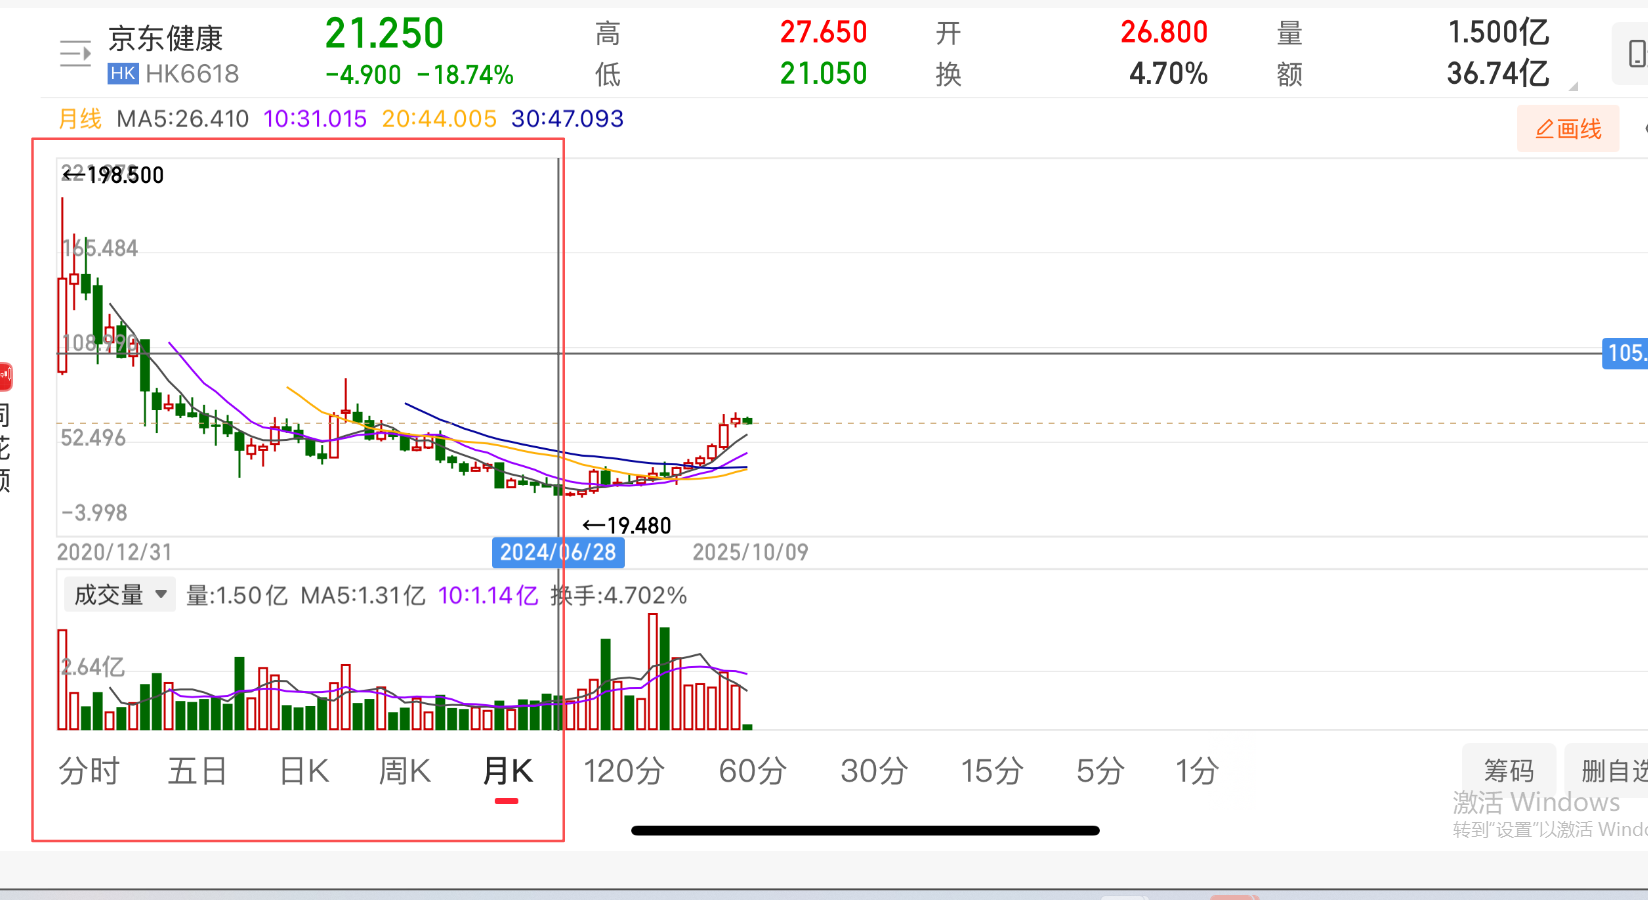 京东健康
21.250
高
27.650
开
26.800
量
1.500亿
HK HK6618
-4.900 -18.74%
低
21.050
换
4.70%
额
36.74亿
月线 MA5:26.410 10:31.015 20:44.005 30:47.093
画线
←198.500
165.484
108.990
105.
52.496
-3.998
←19.480
2020/12/31
2024/06/28
2025/10/09
成交量 量:1.50亿 MA5:1.31亿 10:1.14亿 换手:4.702%
2.64亿
分时 五日 日K 周K 月K 120分 60分 30分 15分 5分 1分
筹码 删自选
激活 Windows
转到"设置"以激活 Windo